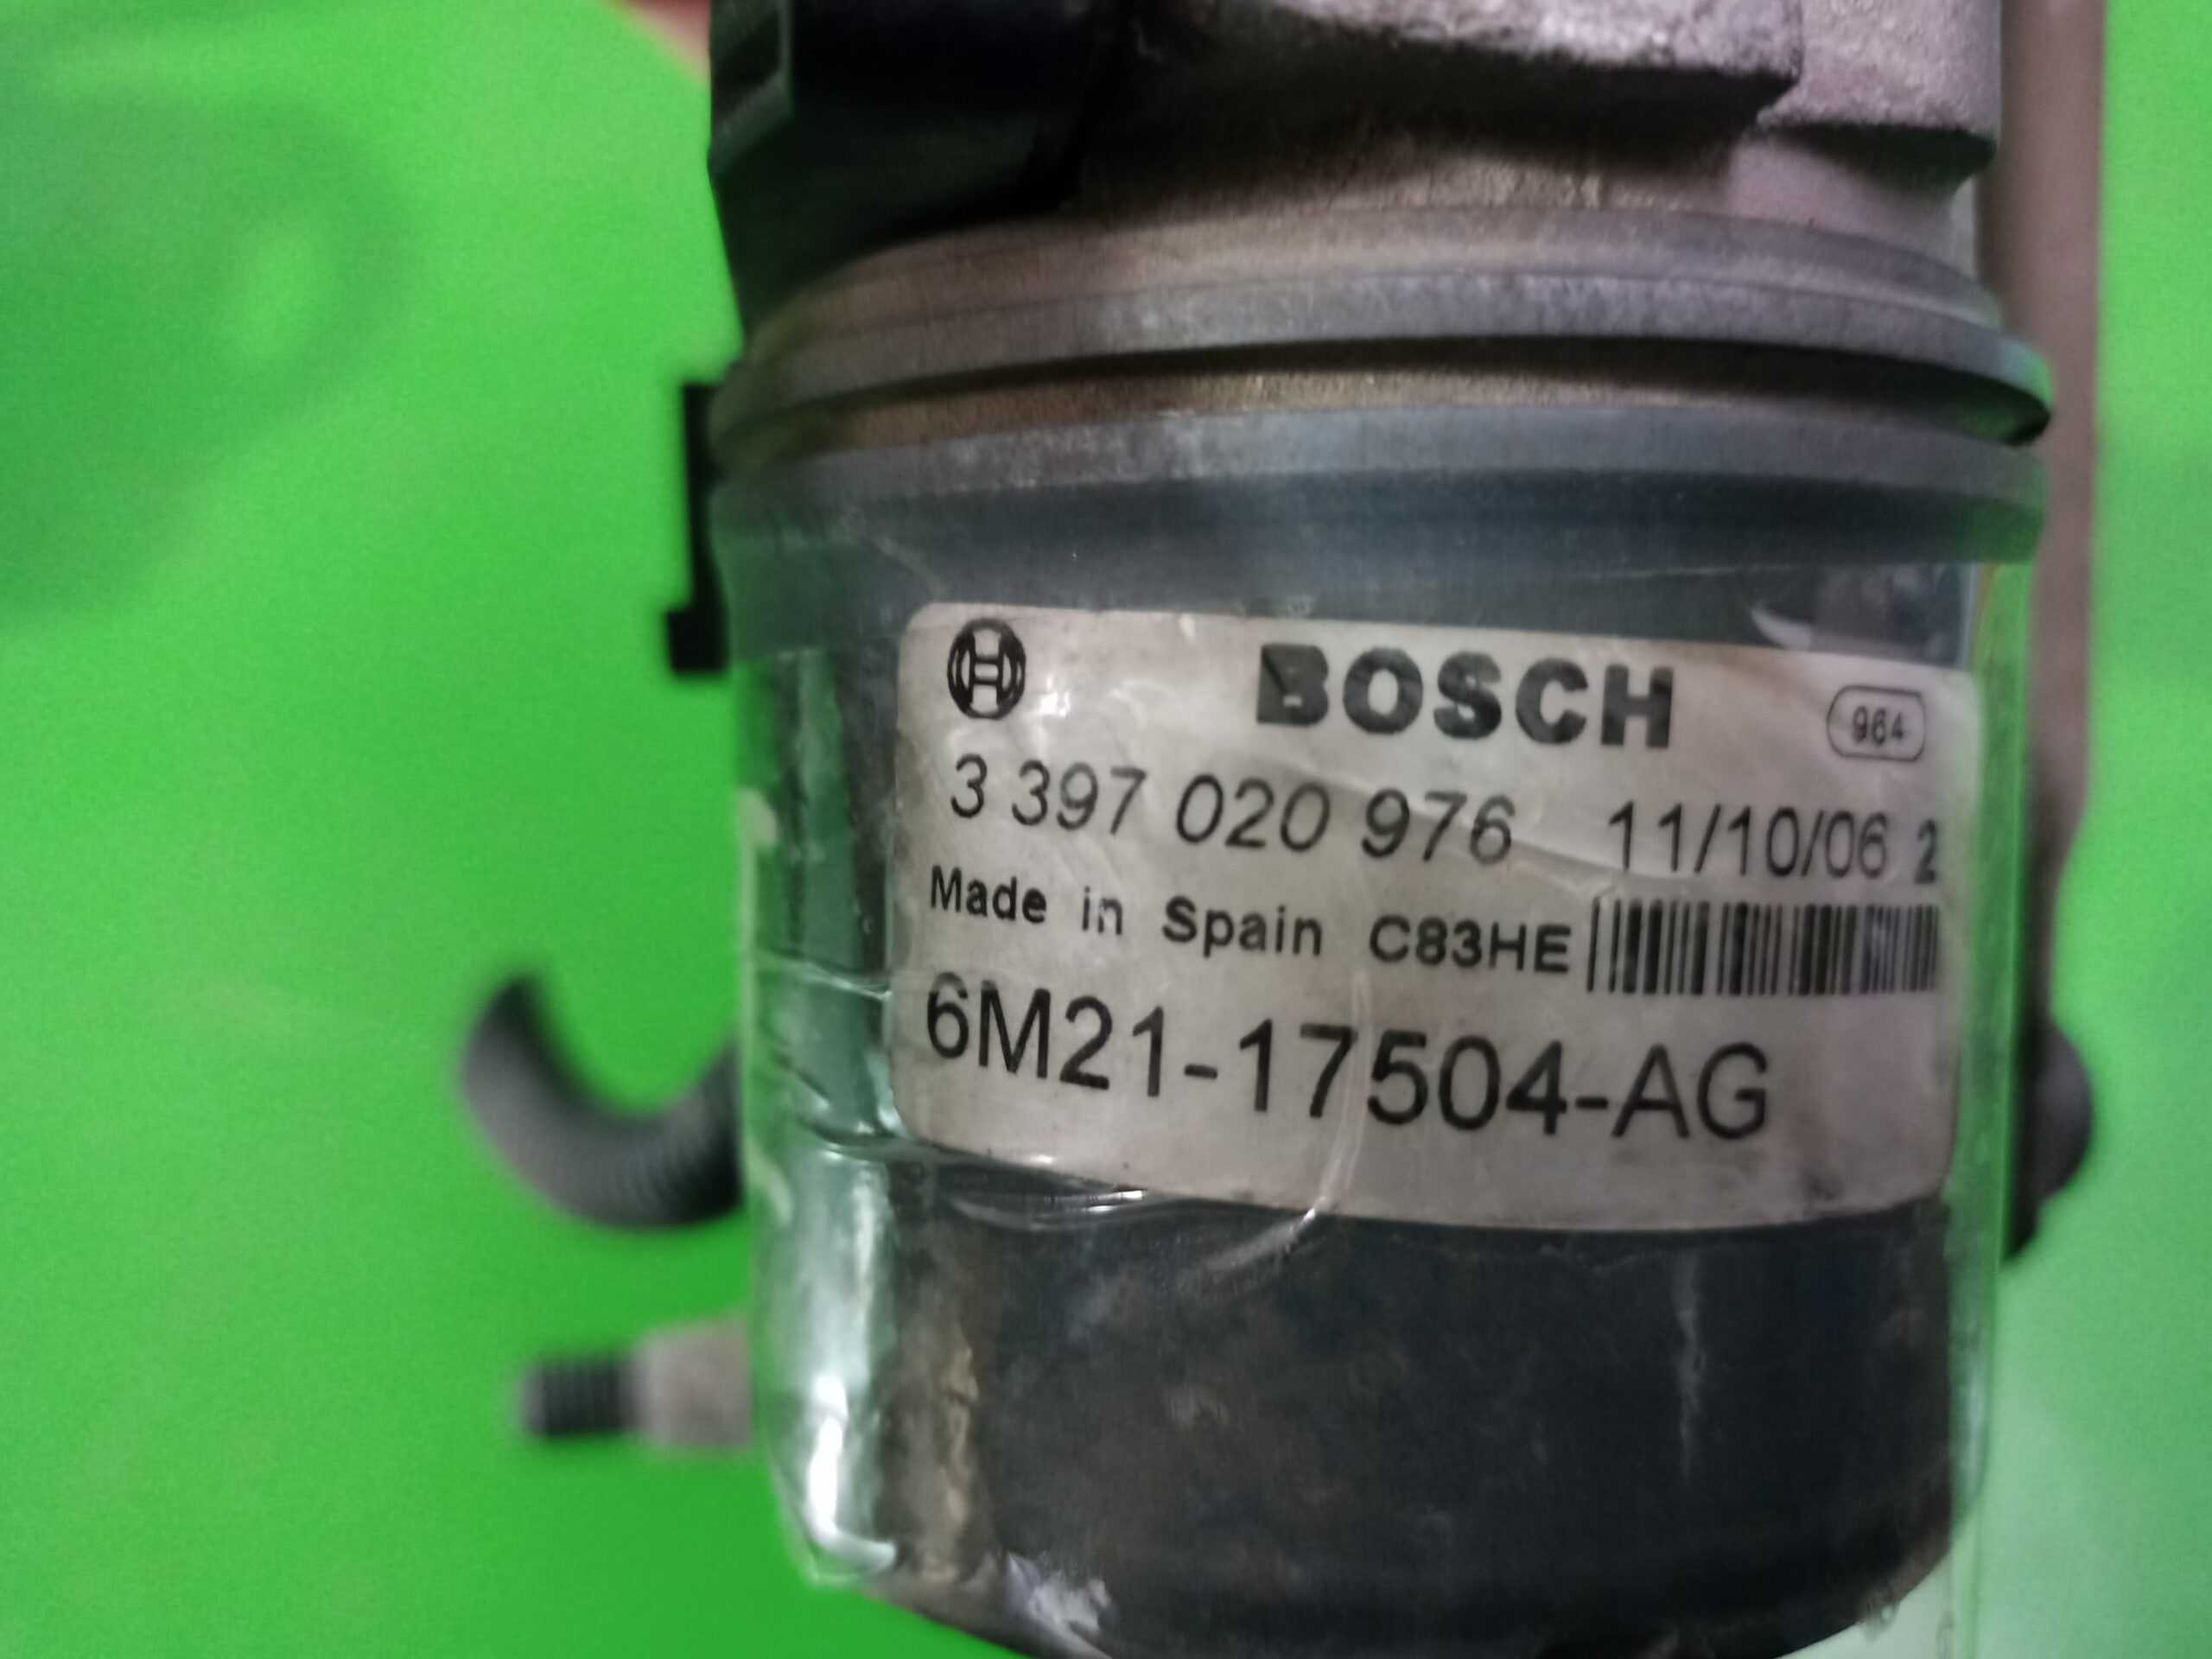 BOSCH 964
3 397 020 976 11/10/06 2
Made in Spain C83HE
6M21-17504-AG